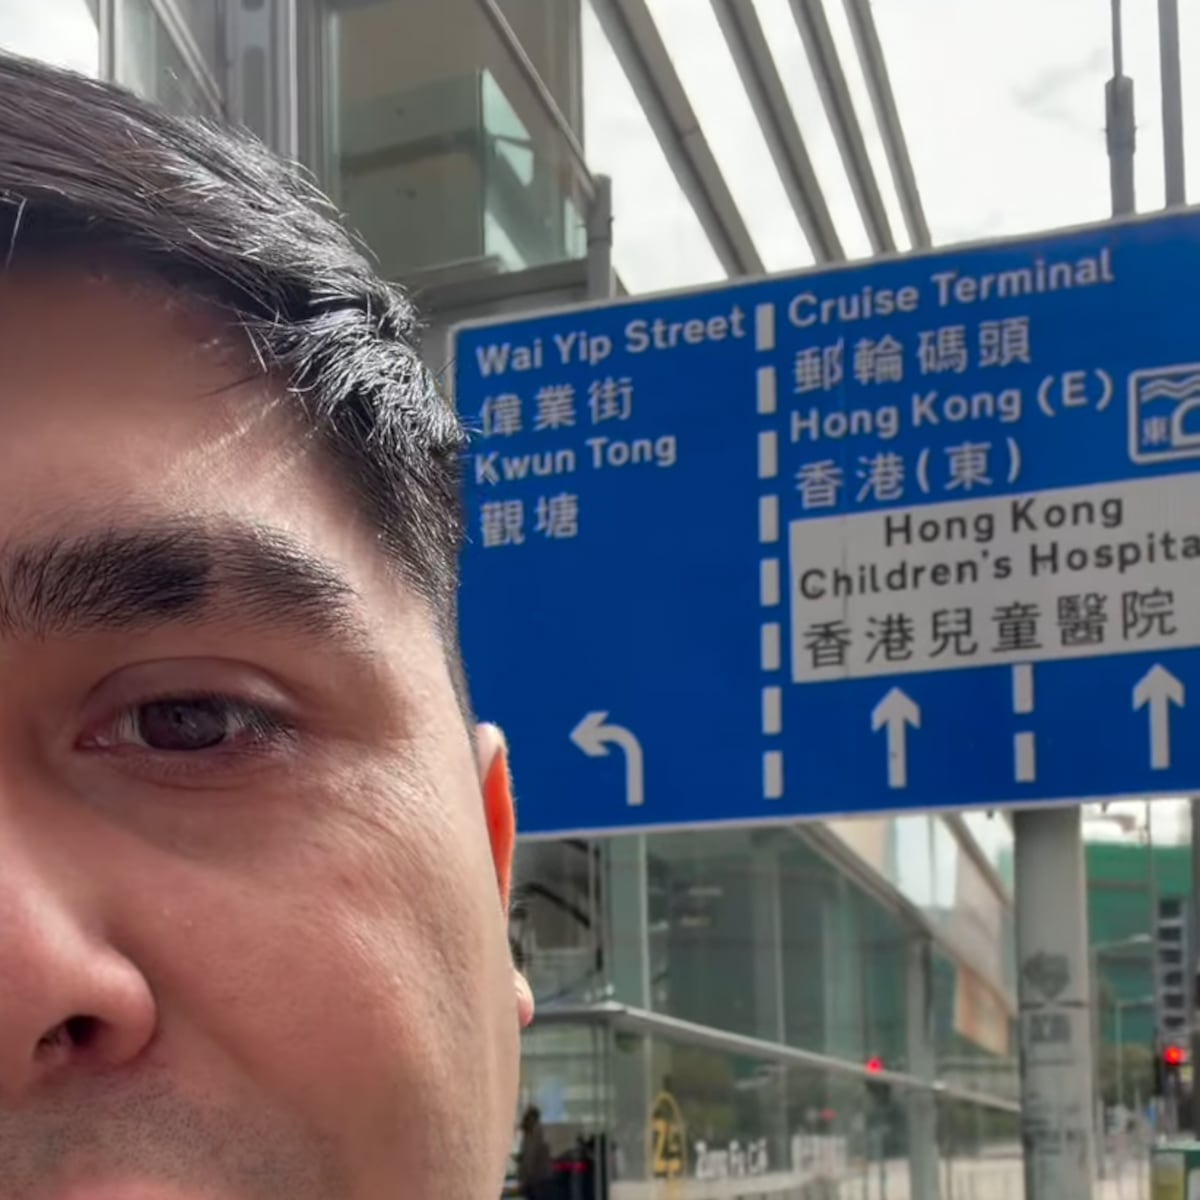 Wai Yip Street
偉業街
Kwun Tong
觀塘
Cruise Terminal
郵輪碼頭
Hong Kong (E)
香港(東)
東
Hong Kong
Children's Hospita
香港兒童醫院